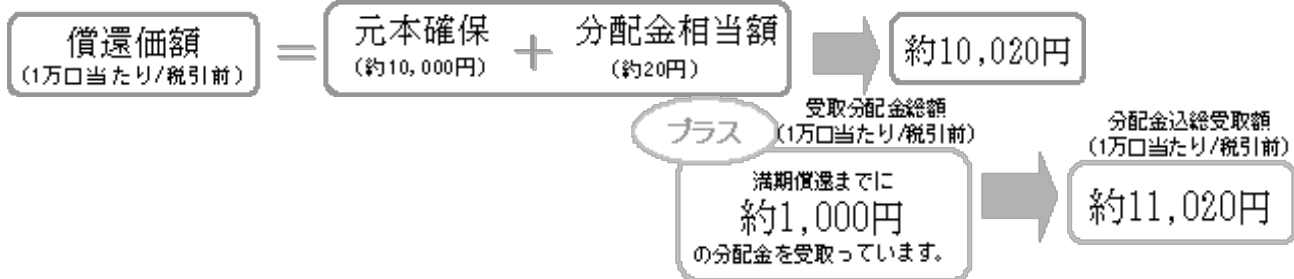 償還価額
(1万口当たり/税引前)
=
元本確保
(約10,000円)
+
分配金相当額
(約20円)
約10,020円
プラス
受取分配金総額
(1万口当たり/税引前)
満期償還までに
約1,000円
の分配金を受取っています。
分配金込総受取額
(1万口当たり/税引前)
約11,020円